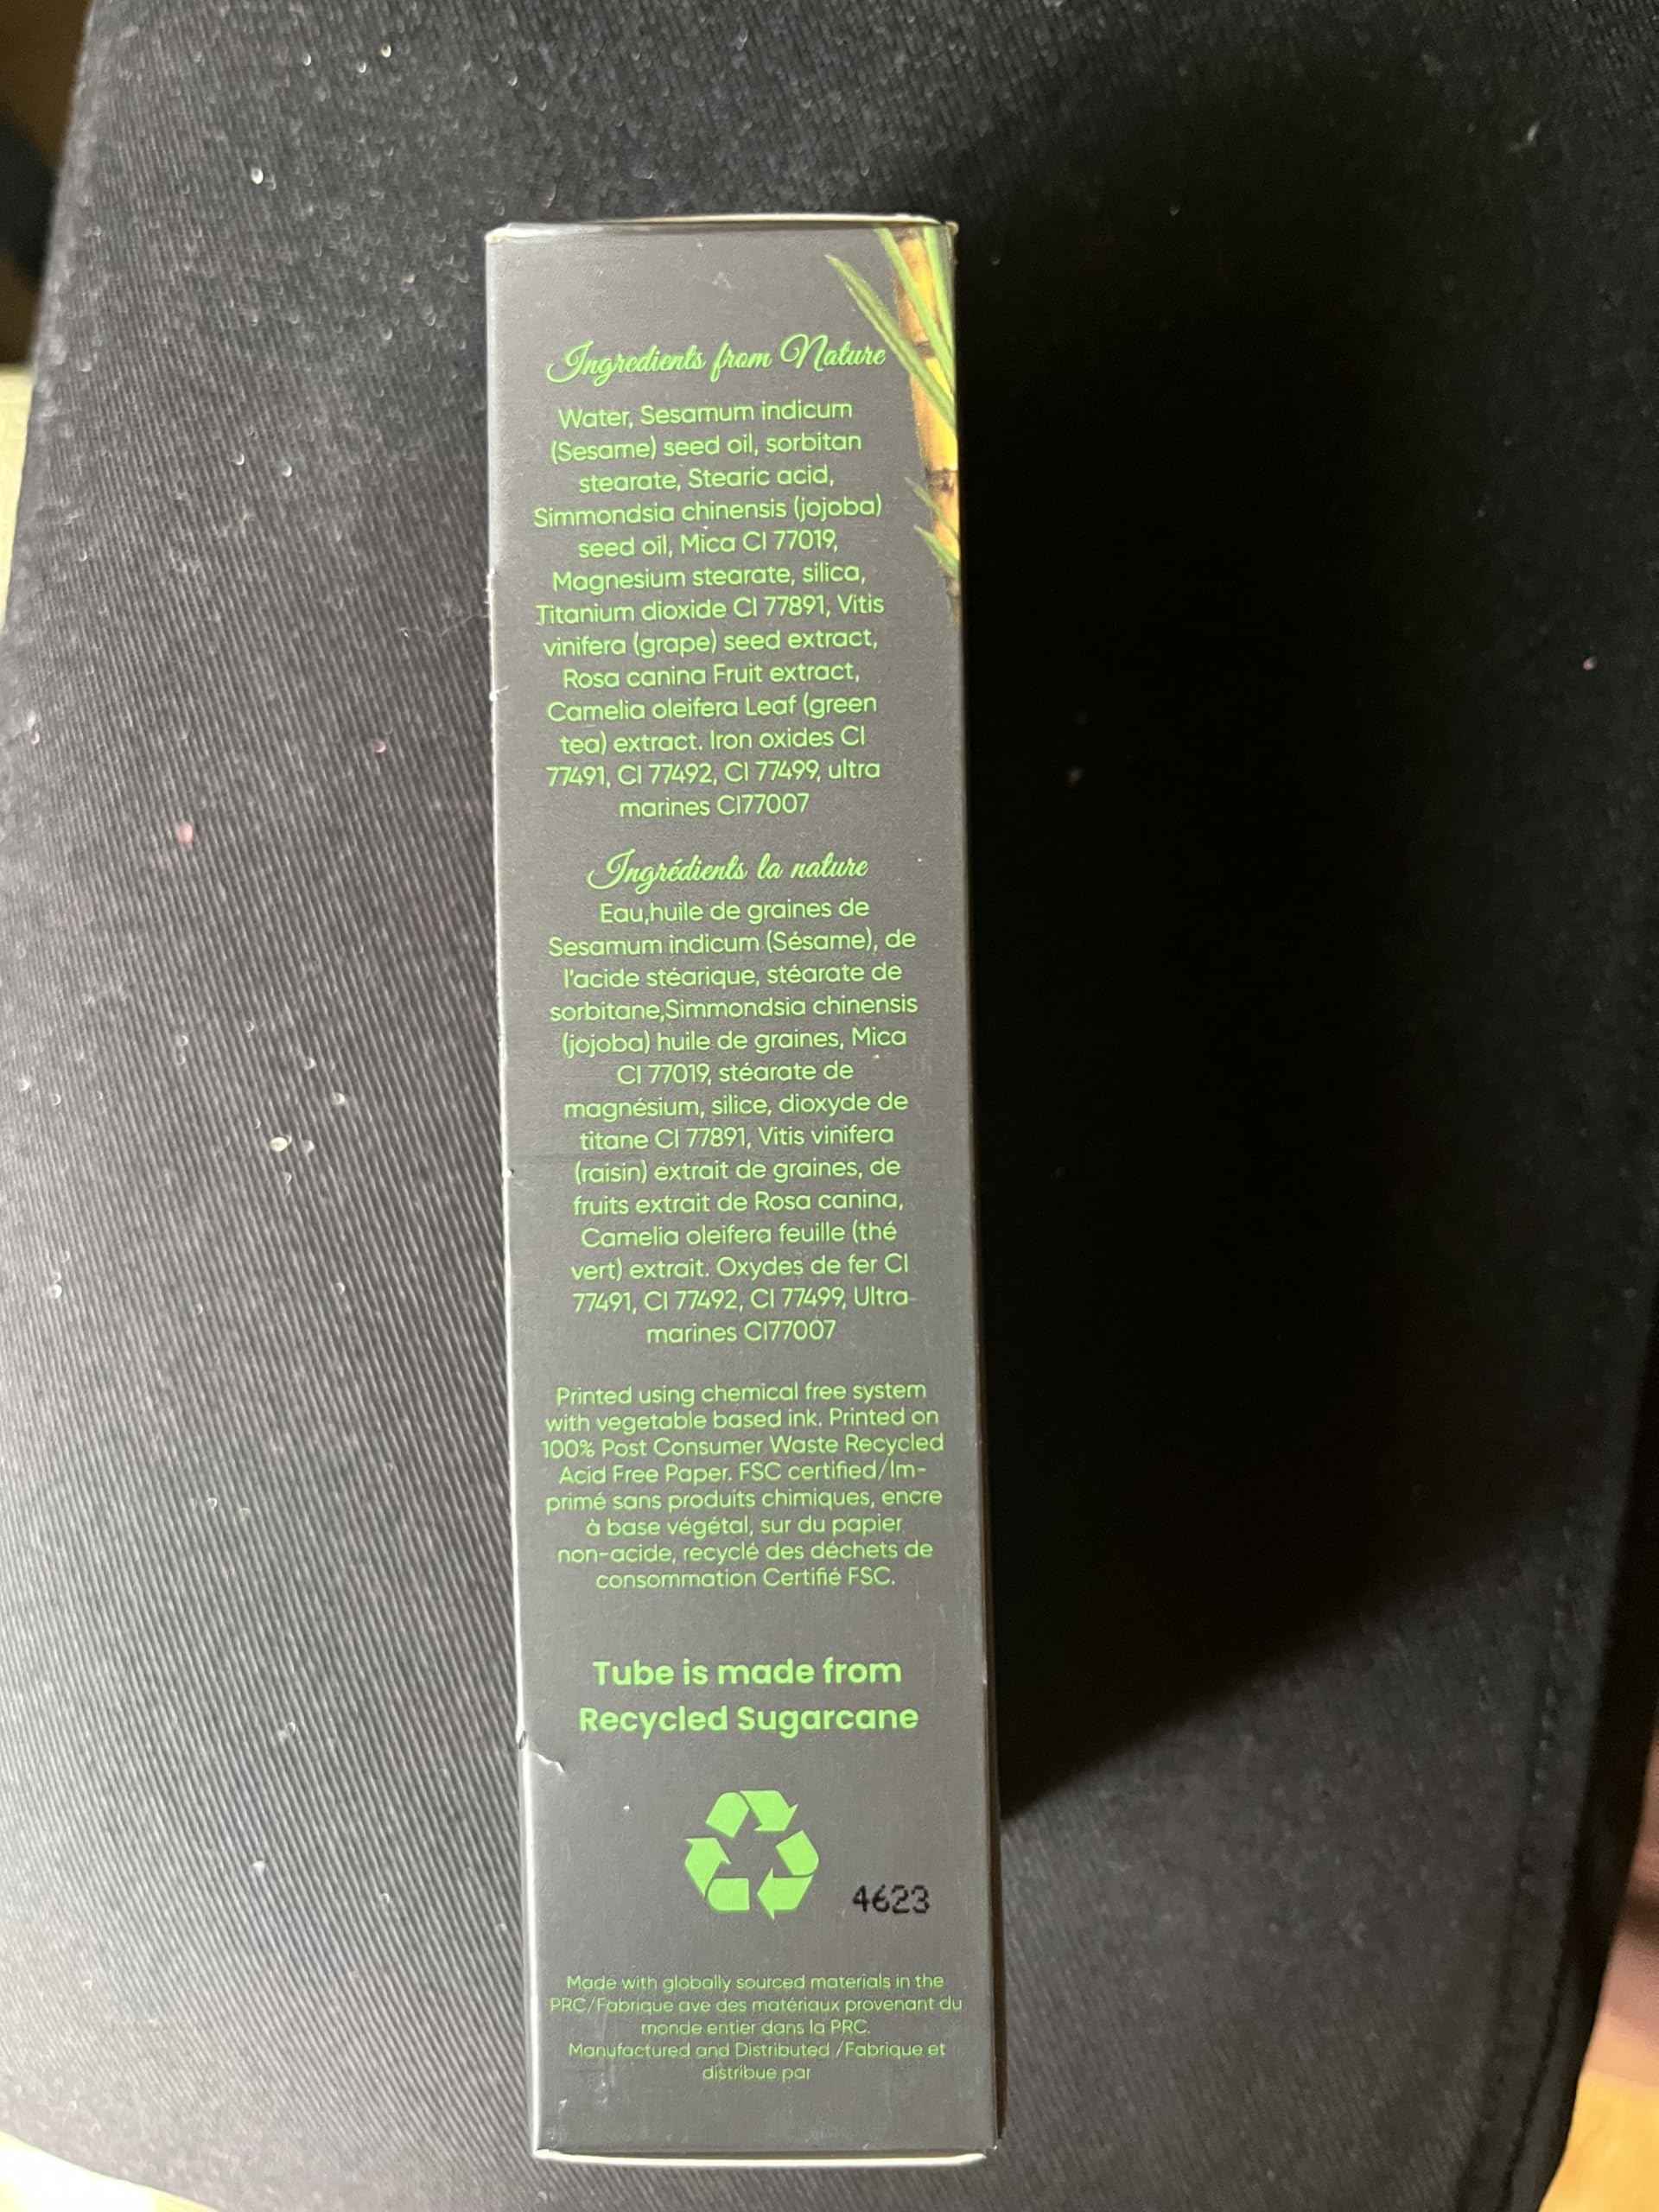 Ingredients from Nature
Water, Sesamum indicum
(Sesame) seed oil, sorbitan
stearate, Stearic acid,
Simmondsia chinensis (jojoba)
seed oil, Mica CI 77019,
Magnesium stearate, silica,
Titanium dioxide CI 77891, Vitis
vinifera (grape) seed extract,
Rosa canina Fruit extract,
Camelia oleifera Leaf (green
tea) extract. Iron oxides CI
77491, CI 77492, CI 77499, ultra
marines CI77007
Ingrédients la nature
Eau,huile de graines de
Sesamum indicum (Sésame), de
l'acide stéarique, stéarate de
sorbitane,Simmondsia chinensis
(jojoba) huile de graines, Mica
CI 77019, stéarate de
magnésium, silice, dioxyde de
titane CI 77891, Vitis vinifera
(raisin) extrait de graines, de
fruits extrait de Rosa canina,
Camelia oleifera feuille (thé
vert) extrait. Oxydes de fer CI
77491, CI 77492, CI 77499, Ultra-
marines CI77007
Printed using chemical free system
with vegetable based ink. Printed on
100% Post Consumer Waste Recycled
Acid Free Paper. FSC certified/Im-
primé sans produits chimiques, encre
à base végétal, sur du papier
non-acide, recyclé des déchets de
consommation Certifié FSC.
Tube is made from
Recycled Sugarcane
4623
Made with globally sourced materials in the
PRC/Fabrique ave des matériaux provenant du
monde entier dans la PRC.
Manufactured and Distributed /Fabrique et
distribue par